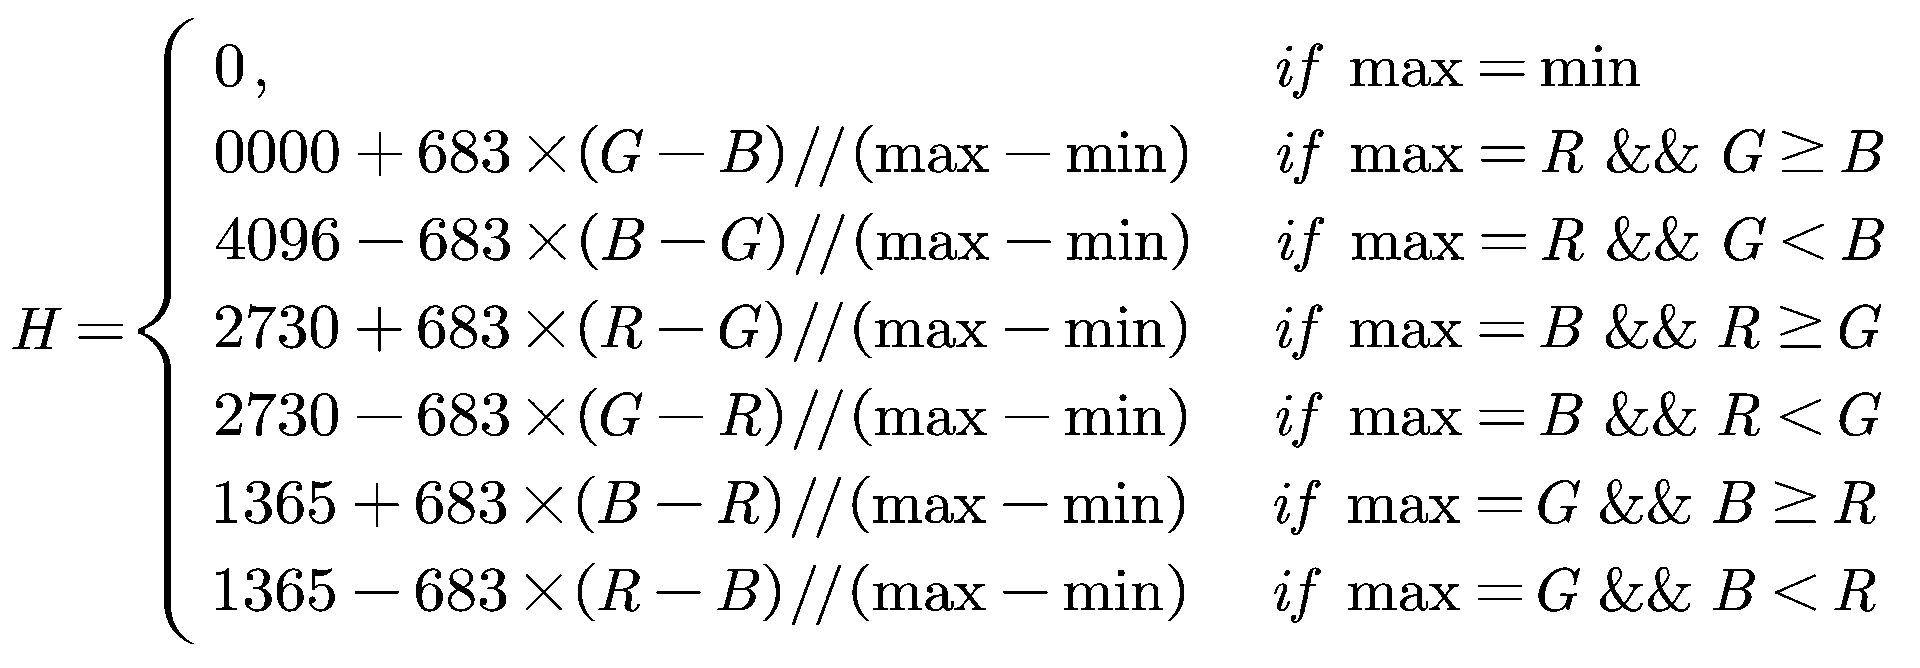 0, if max = min
0000 + 683 × (G − B) // (max − min) if max = R && G ≥ B
4096 − 683 × (B − G) // (max − min) if max = R && G < B
H = { 2730 + 683 × (R − G) // (max − min) if max = B && R ≥ G
2730 − 683 × (G − R) // (max − min) if max = B && R < G
1365 + 683 × (B − R) // (max − min) if max = G && B ≥ R
1365 − 683 × (R − B) // (max − min) if max = G && B < R